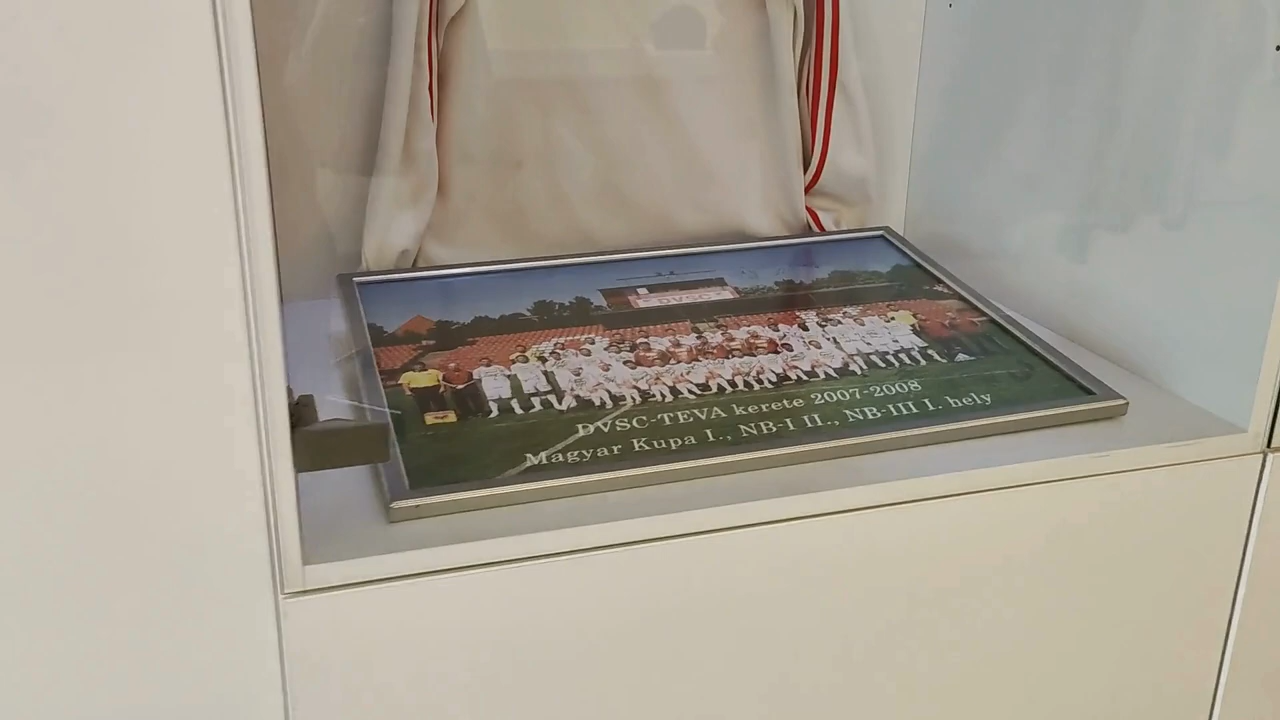 DVSC
DVSC-TEVA kerete 2007-2008
Magyar Kupa I., NB-I II., NB-III I. hely